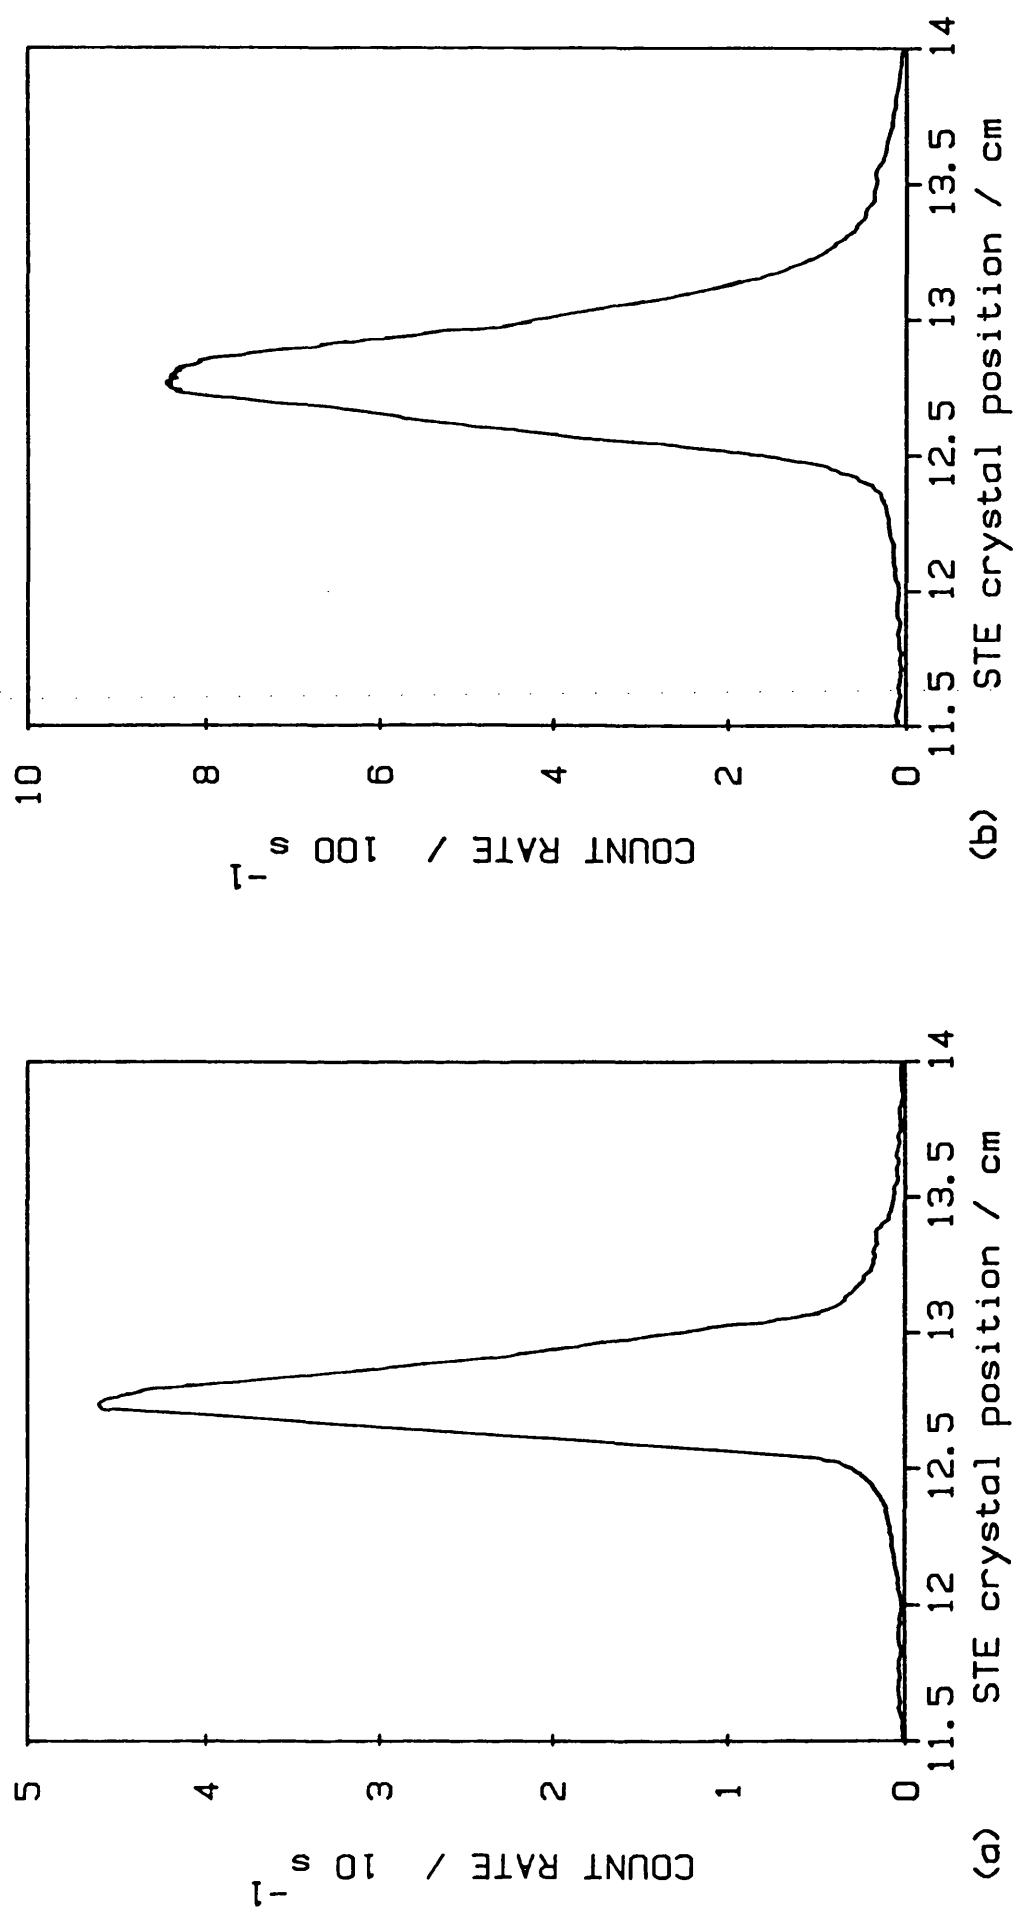 5
4
3
2
1
0
COUNT RATE / 10 s⁻¹
11.5 12 12.5 13 13.5 14
STE crystal position / cm
(a)
10
8
6
4
2
0
COUNT RATE / 100 s⁻¹
11.5 12 12.5 13 13.5 14
STE crystal position / cm
(b)